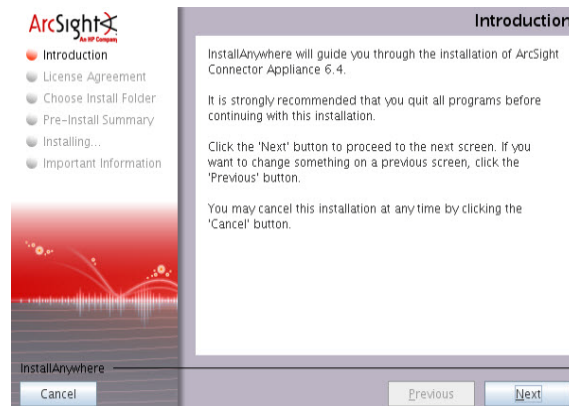 ArcSight
An HP Company
Introduction
Introduction
License Agreement
Choose Install Folder
Pre-Install Summary
Installing...
Important Information
InstallAnywhere will guide you through the installation of ArcSight
Connector Appliance 6.4.
It is strongly recommended that you quit all programs before
continuing with this installation.
Click the 'Next' button to proceed to the next screen. If you
want to change something on a previous screen, click the
'Previous' button.
You may cancel this installation at any time by clicking the
'Cancel' button.
InstallAnywhere
Cancel
Previous
Next